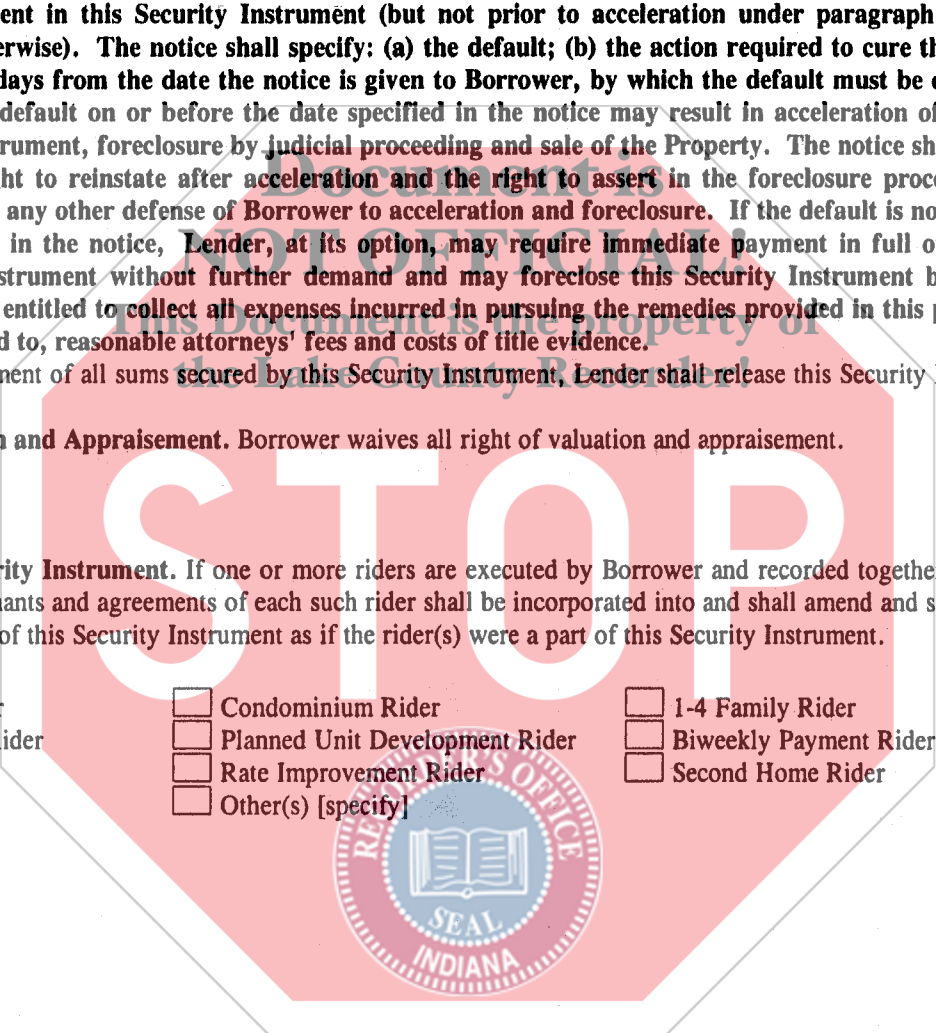 ent in this Security Instrument (but not prior to acceleration under paragraph
erwise). The notice shall specify: (a) the default; (b) the action required to cure th
days from the date the notice is given to Borrower, by which the default must be
default on or before the date specified in the notice may result in acceleration of
rument, foreclosure by judicial proceeding and sale of the Property. The notice sh
ht to reinstate after acceleration and the right to assert in the foreclosure proc
any other defense of Borrower to acceleration and foreclosure. If the default is no
in the notice, Lender, at its option, may require immediate payment in full o
strument without further demand and may foreclose this Security Instrument b
entitled to collect all expenses incurred in pursuing the remedies provided in this
d to, reasonable attorneys' fees and costs of title evidence.
nent of all sums secured by this Security Instrument, Lender shall release this Security
Document is
NOT OFFICIAL!
This Document is the property of
the Lake County Recorder!
and Appraisement. Borrower waives all right of valuation and appraisement.
STOP
rity Instrument. If one or more riders are executed by Borrower and recorded togethe
nants and agreements of each such rider shall be incorporated into and shall amend and s
of this Security Instrument as if the rider(s) were a part of this Security Instrument.
Condominium Rider 1-4 Family Rider
ider Planned Unit Development Rider Biweekly Payment Rider
Rate Improvement Rider Second Home Rider
Other(s) [specify]
RECORDER'S OFFICE
SEAL
INDIANA